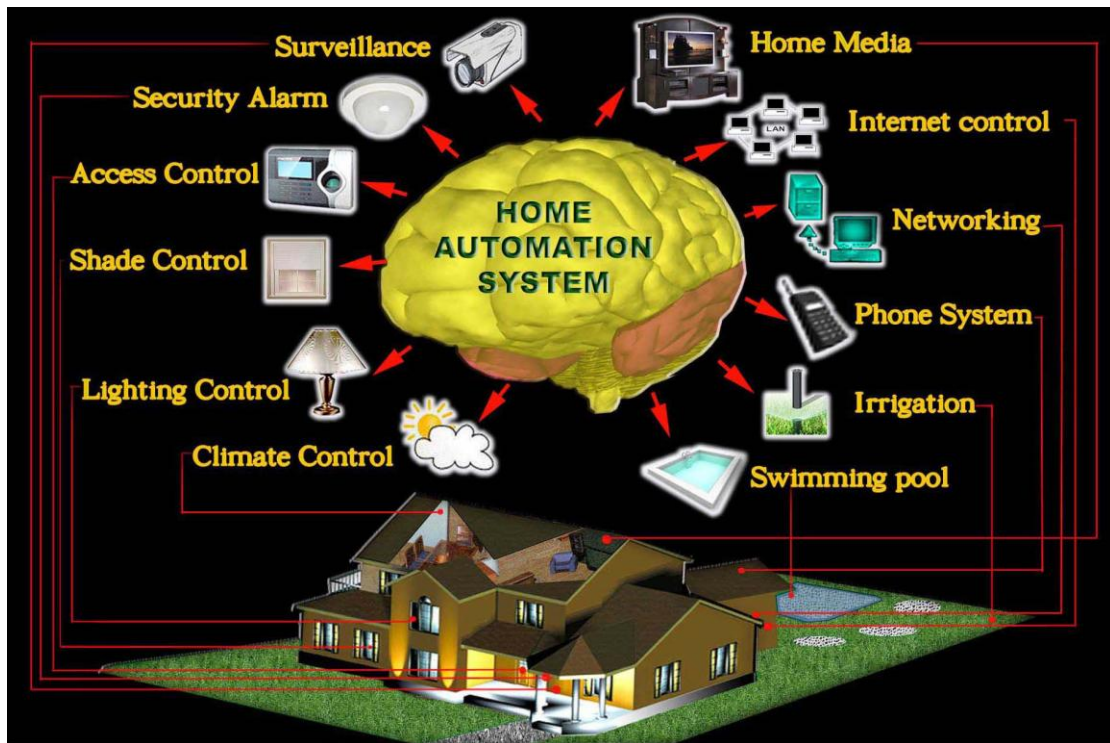 Surveillance
Home Media
Security Alarm
LAN
Internet control
Access Control
HOME
AUTOMATION
SYSTEM
Networking
Shade Control
Phone System
Lighting Control
Irrigation
Climate Control
Swimming pool